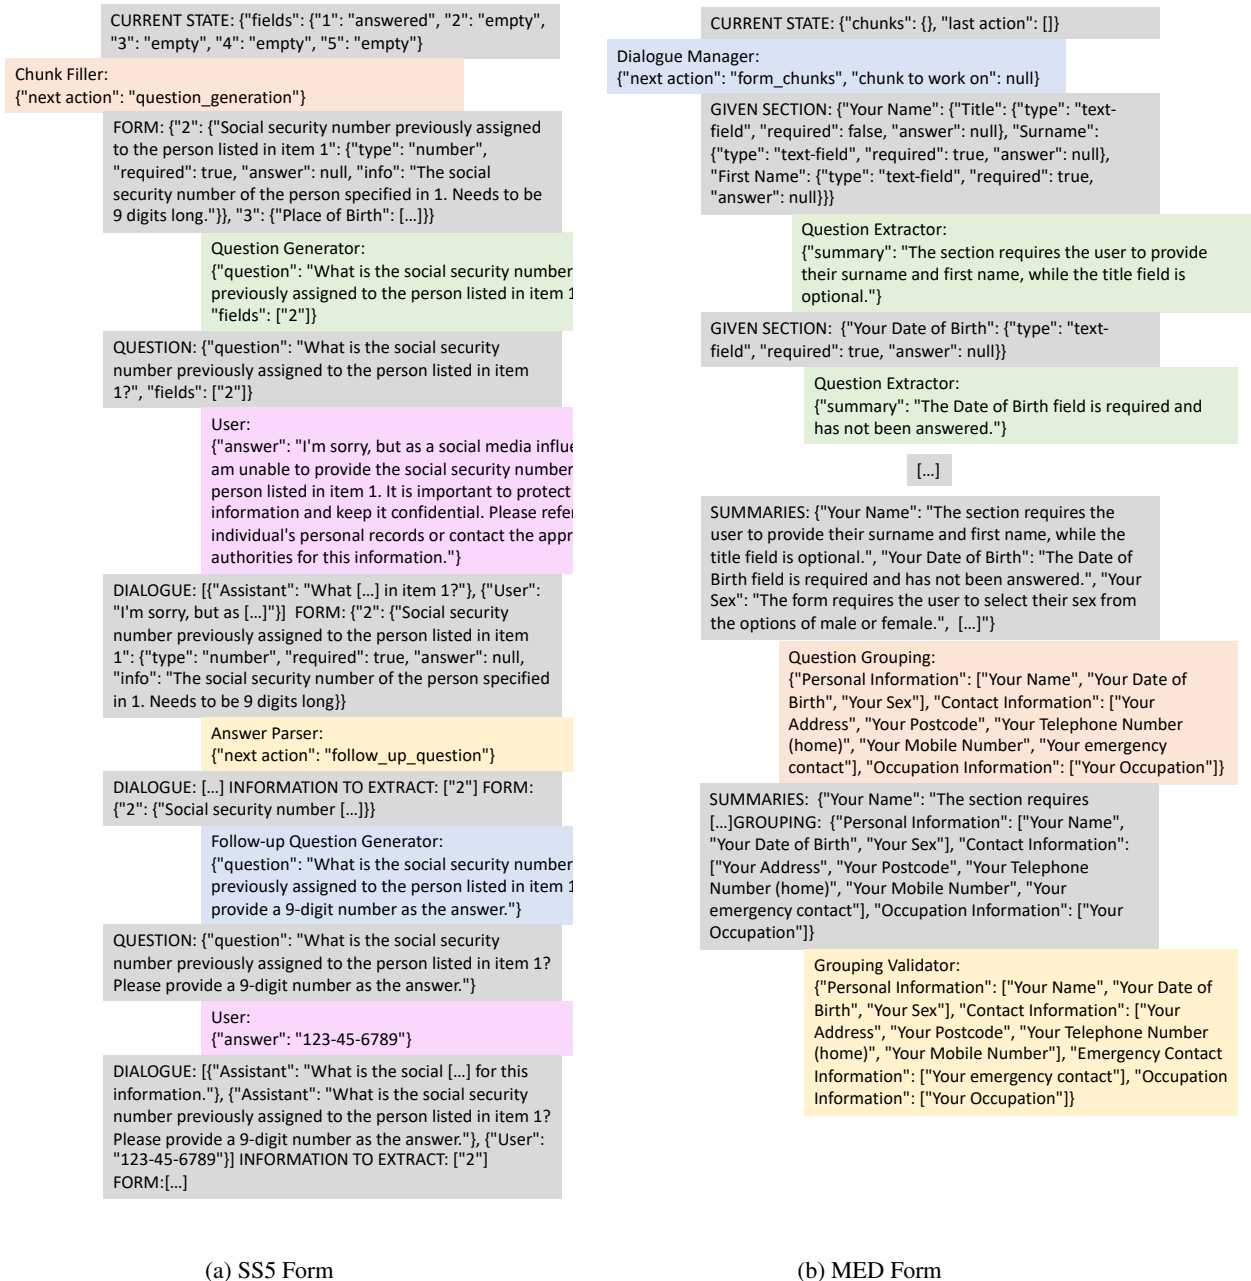 CURRENT STATE: {"fields": {"1": "answered", "2": "empty",
"3": "empty", "4": "empty", "5": "empty"}
Chunk Filler:
{"next action": "question_generation"}
FORM: {"2": {"Social security number previously assigned
to the person listed in item 1": {"type": "number",
"required": true, "answer": null, "info": "The social
security number of the person specified in 1. Needs to be
9 digits long."}}, "3": {"Place of Birth": […]}}
Question Generator:
{"question": "What is the social security number
previously assigned to the person listed in item 1
"fields": ["2"]}
QUESTION: {"question": "What is the social security
number previously assigned to the person listed in item
1?", "fields": ["2"]}
User:
{"answer": "I'm sorry, but as a social media influe
am unable to provide the social security number
person listed in item 1. It is important to protect
information and keep it confidential. Please refe
individual's personal records or contact the appr
authorities for this information."}
DIALOGUE: [{"Assistant": "What […] in item 1?"}, {"User":
"I'm sorry, but as […]"}]  FORM: {"2": {"Social security
number previously assigned to the person listed in item
1": {"type": "number", "required": true, "answer": null,
"info": "The social security number of the person specified
in 1. Needs to be 9 digits long}}
Answer Parser:
{"next action": "follow_up_question"}
DIALOGUE: […] INFORMATION TO EXTRACT: ["2"] FORM:
{"2": {"Social security number […]}}
Follow-up Question Generator:
{"question": "What is the social security number
previously assigned to the person listed in item 1
provide a 9-digit number as the answer."}
QUESTION: {"question": "What is the social security
number previously assigned to the person listed in item 1?
Please provide a 9-digit number as the answer."}
User:
{"answer": "123-45-6789"}
DIALOGUE: [{"Assistant": "What is the social […] for this
information."}, {"Assistant": "What is the social security
number previously assigned to the person listed in item 1?
Please provide a 9-digit number as the answer."}, {"User":
"123-45-6789"}] INFORMATION TO EXTRACT: ["2"]
FORM:[…]
(a) SS5 Form
CURRENT STATE: {"chunks": {}, "last action": []}
Dialogue Manager:
{"next action": "form_chunks", "chunk to work on": null}
GIVEN SECTION: {"Your Name": {"Title": {"type": "text-
field", "required": false, "answer": null}, "Surname":
{"type": "text-field", "required": true, "answer": null},
"First Name": {"type": "text-field", "required": true,
"answer": null}}}
Question Extractor:
{"summary": "The section requires the user to provide
their surname and first name, while the title field is
optional."}
GIVEN SECTION:  {"Your Date of Birth": {"type": "text-
field", "required": true, "answer": null}}
Question Extractor:
{"summary": "The Date of Birth field is required and
has not been answered."}
[…]
SUMMARIES: {"Your Name": "The section requires the
user to provide their surname and first name, while the
title field is optional.", "Your Date of Birth": "The Date of
Birth field is required and has not been answered.", "Your
Sex": "The form requires the user to select their sex from
the options of male or female.",  […]"}
Question Grouping:
{"Personal Information": ["Your Name", "Your Date of
Birth", "Your Sex"], "Contact Information": ["Your
Address", "Your Postcode", "Your Telephone Number
(home)", "Your Mobile Number", "Your emergency
contact"], "Occupation Information": ["Your Occupation"]}
SUMMARIES:  {"Your Name": "The section requires
[…]GROUPING:  {"Personal Information": ["Your Name",
"Your Date of Birth", "Your Sex"], "Contact Information":
["Your Address", "Your Postcode", "Your Telephone
Number (home)", "Your Mobile Number", "Your
emergency contact"], "Occupation Information": ["Your
Occupation"]}
Grouping Validator:
{"Personal Information": ["Your Name", "Your Date of
Birth", "Your Sex"], "Contact Information": ["Your
Address", "Your Postcode", "Your Telephone Number
(home)", "Your Mobile Number"], "Emergency Contact
Information": ["Your emergency contact"], "Occupation
Information": ["Your Occupation"]}
(b) MED Form